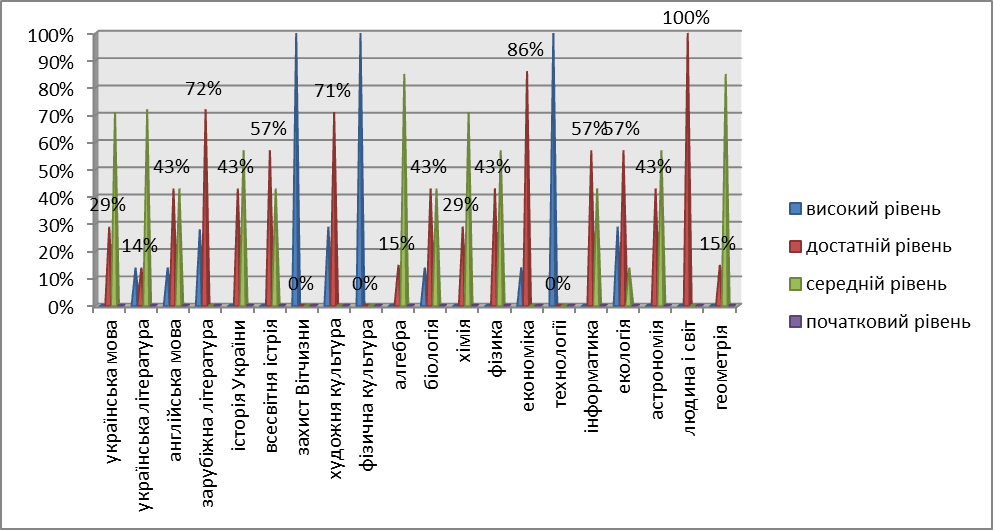 100%
90%
80%
70%
60%
50%
40%
30%
20%
10%
0%
29%
14%
43%
72%
43%
57%
0%
71%
0%
15%
43%
29%
43%
86%
0%
57%
57%
43%
100%
15%
українська мова
українська література
англійська мова
зарубіжна література
історія України
всесвітня істрія
захист Вітчизни
художня культура
фізична культура
алгебра
біологія
хімія
фізика
економіка
технології
інформатика
екологія
астрономія
людина і світ
геометрія
високий рівень
достатній рівень
середній рівень
початковий рівень